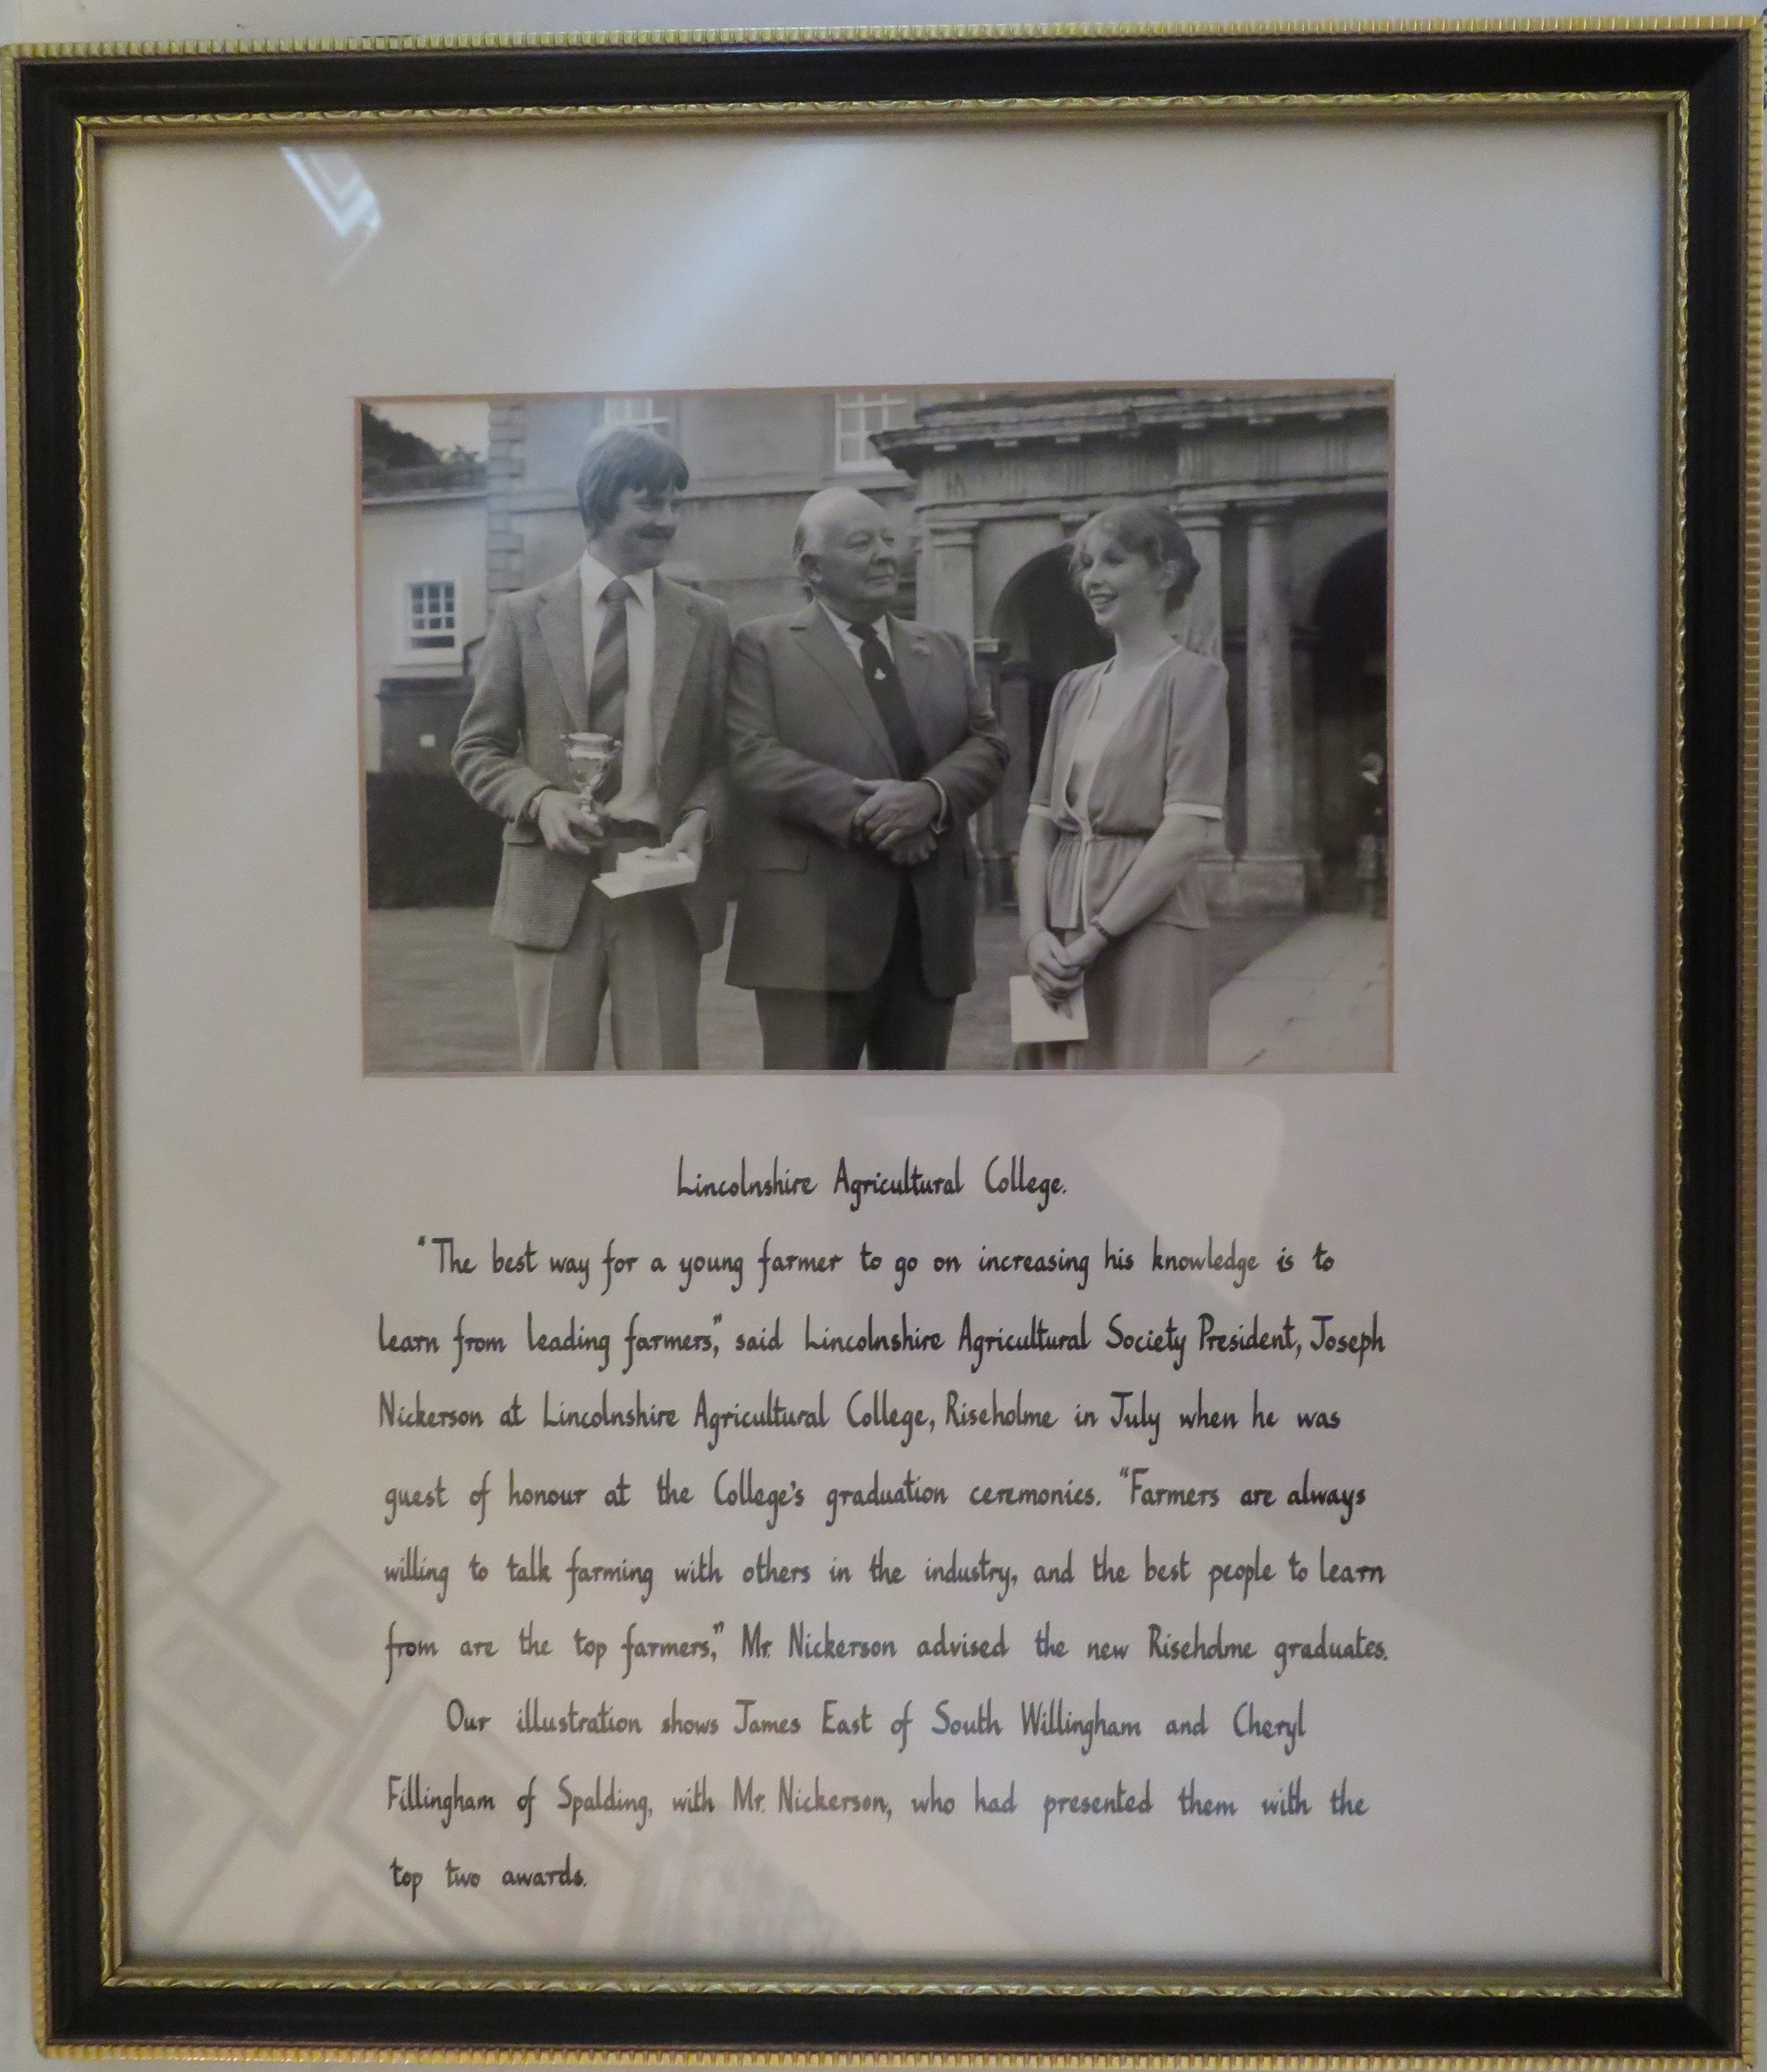 Lincolnshire Agricultural College.
"The best way for a young farmer to go on increasing his knowledge is to
learn from leading farmers," said Lincolnshire Agricultural Society President, Joseph
Nickerson at Lincolnshire Agricultural College, Riseholme in July when he was
guest of honour at the College's graduation ceremonies. "Farmers are always
willing to talk farming with others in the industry, and the best people to learn
from are the top farmers," Mr. Nickerson advised the new Riseholme graduates.
Our illustration shows James East of South Willingham and Cheryl
Fillingham of Spalding, with Mr. Nickerson, who had presented them with the
top two awards.